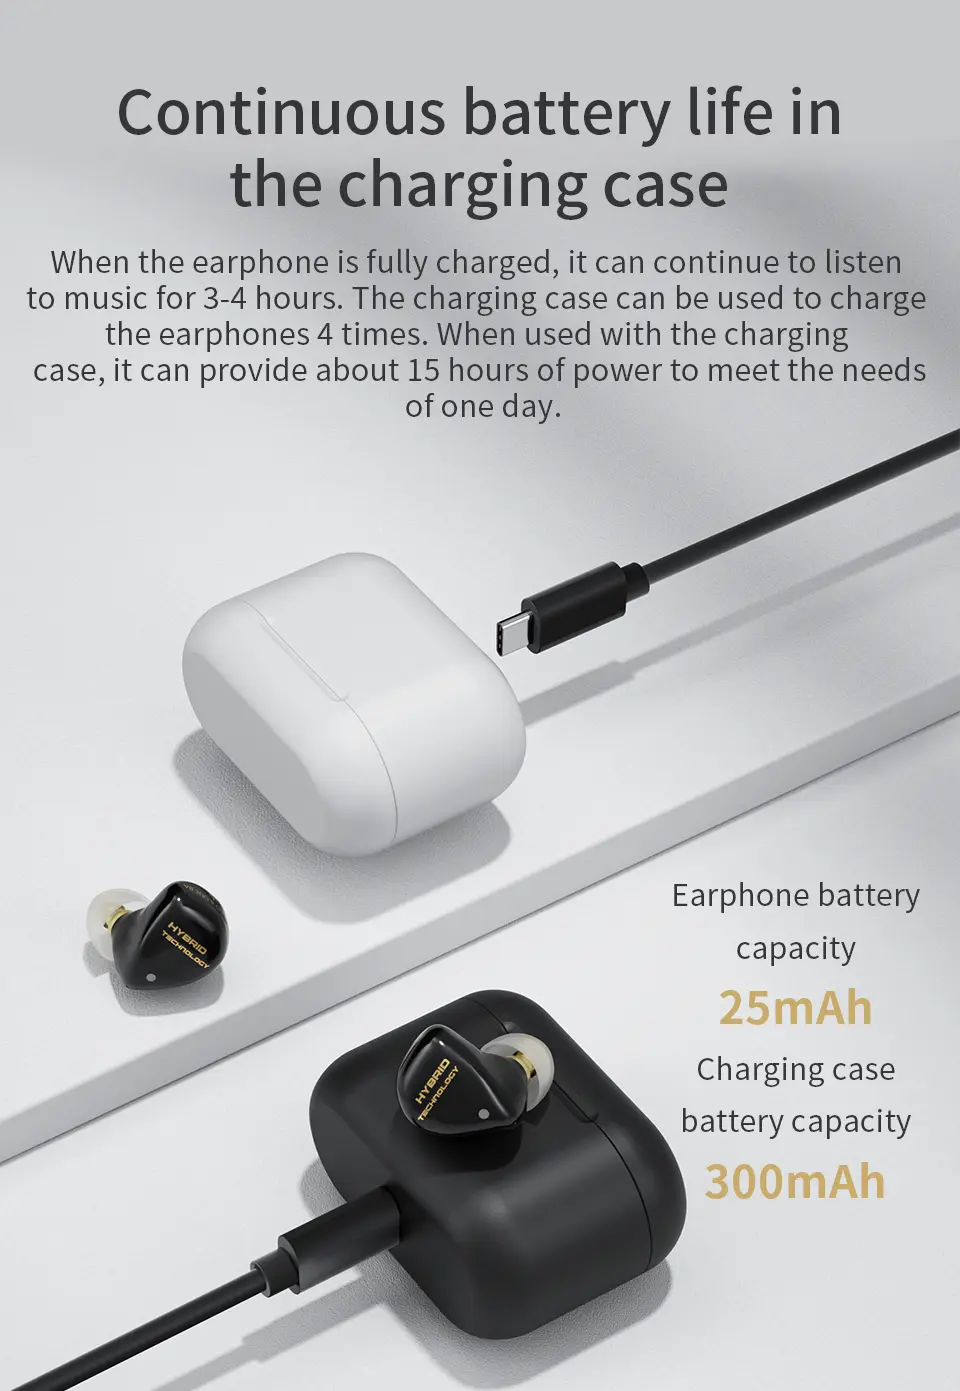 Continuous battery life in
the charging case
When the earphone is fully charged, it can continue to listen
to music for 3-4 hours. The charging case can be used to charge
the earphones 4 times. When used with the charging
case, it can provide about 15 hours of power to meet the needs
of one day.
Earphone battery
capacity
25mAh
Charging case
battery capacity
300mAh
HYBRID
TECHNOLOGY
HYBRID
TECHNOLOGY